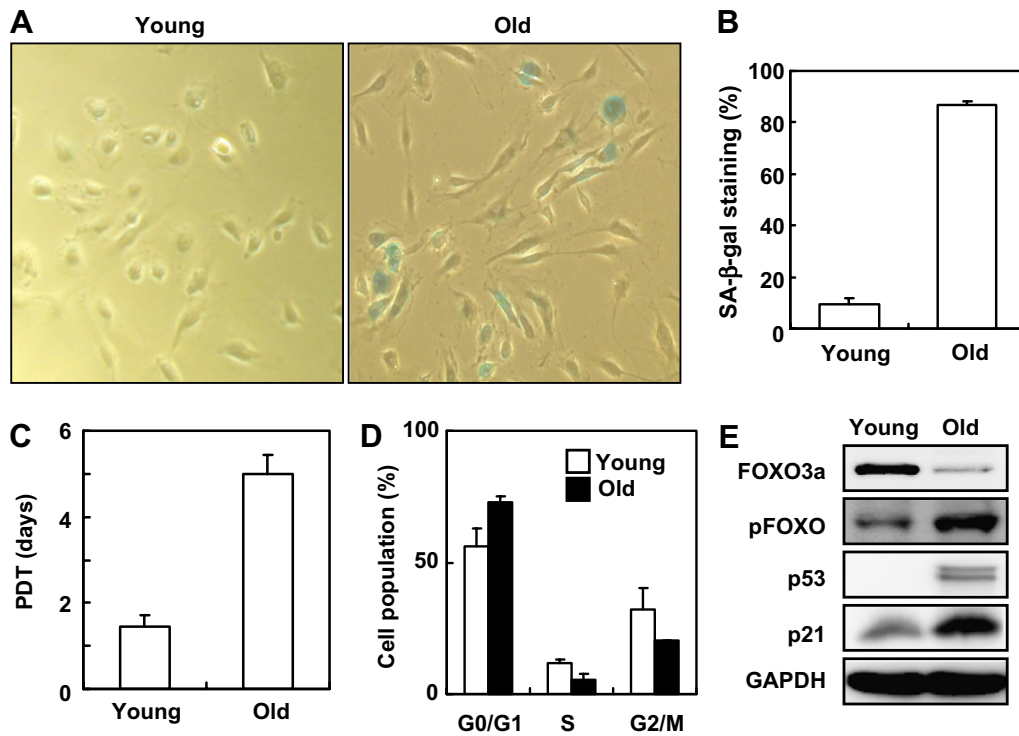 A
Young
Old
B
SA-β-gal staining (%)
100
80
60
40
20
0
Young
Old
C
PDT (days)
6
4
2
0
Young
Old
D
Cell population (%)
100
50
0
Young
Old
G0/G1
S
G2/M
E
Young Old
FOXO3a
pFOXO
p53
p21
GAPDH